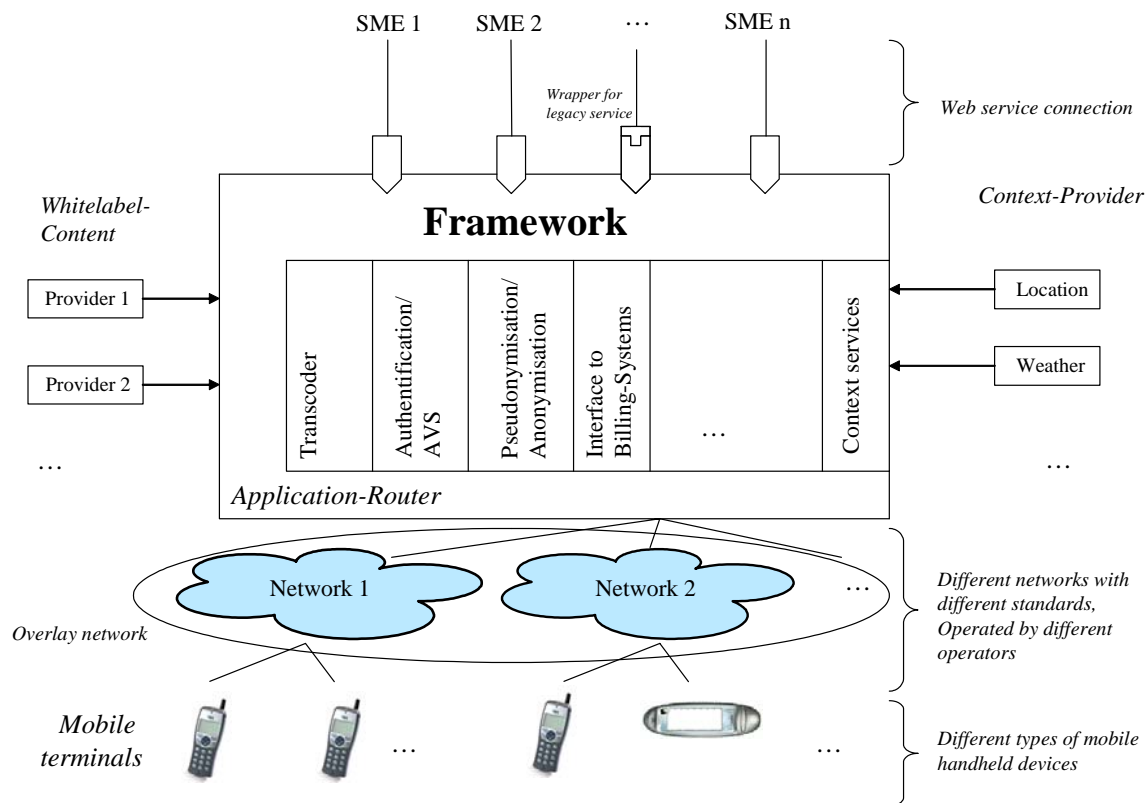 SME 1
SME 2
…
SME n
Wrapper for
legacy service
Web service connection
Whitelabel-
Content
Framework
Context-Provider
Provider 1
Provider 2
…
Transcoder
Authentification/
AVS
Pseudonymisation/
Anonymisation
Interface to
Billing-Systems
…
Context services
Location
Weather
…
Application-Router
Network 1
Network 2
…
Overlay network
Different networks with
different standards,
Operated by different
operators
Mobile
terminals
…
…
Different types of mobile
handheld devices